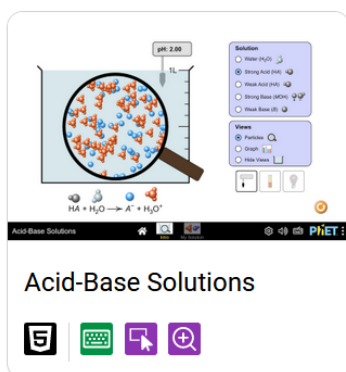 pH: 2.00
1L
Solution
Water (H₂O)
Strong Acid (HA)
Weak Acid (HA)
Strong Base (MOH)
Weak Base (B)
Views
Particles
Graph
Hide Views
HA + H₂O → A⁻ + H₃O⁺
Acid-Base Solutions
Intro
My Solution
PhET
Acid-Base Solutions
5